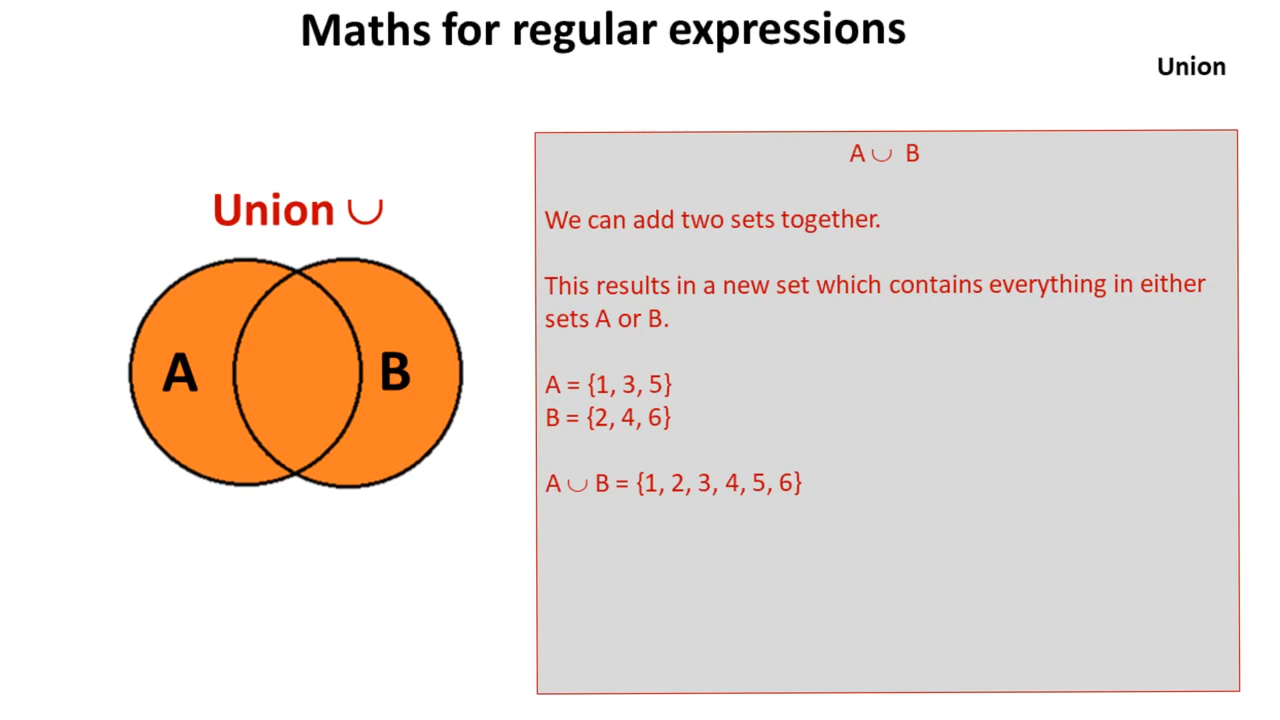 Maths for regular expressions
Union
Union ∪
A B
A ∪ B
We can add two sets together.
This results in a new set which contains everything in either
sets A or B.
A = {1, 3, 5}
B = {2, 4, 6}
A ∪ B = {1, 2, 3, 4, 5, 6}